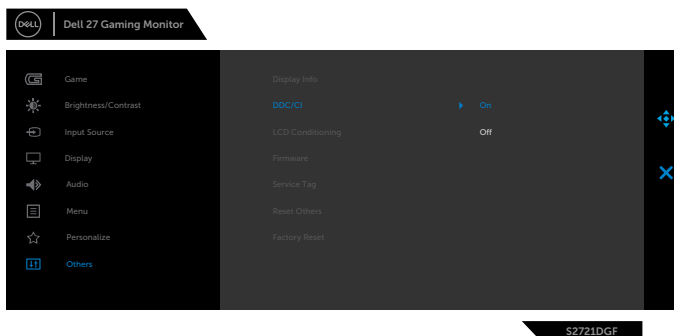 DELL Dell 27 Gaming Monitor
Game
Display Info
Brightness/Contrast
DDC/CI
On
Input Source
LCD Conditioning
Off
Display
Firmware
Audio
Service Tag
Menu
Reset Others
Personalize
Factory Reset
Others
S2721DGF